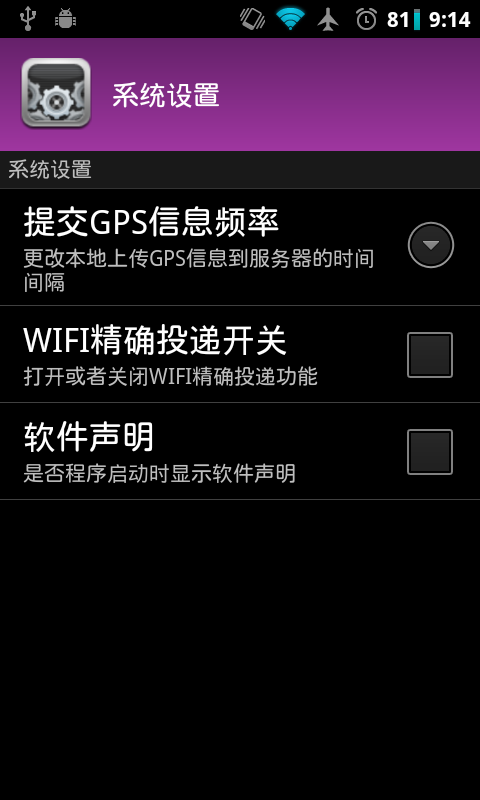 81 9:14
系统设置
系统设置
提交GPS信息频率
更改本地上传GPS信息到服务器的时间
间隔
WIFI精确投递开关
打开或者关闭WIFI精确投递功能
软件声明
是否程序启动时显示软件声明